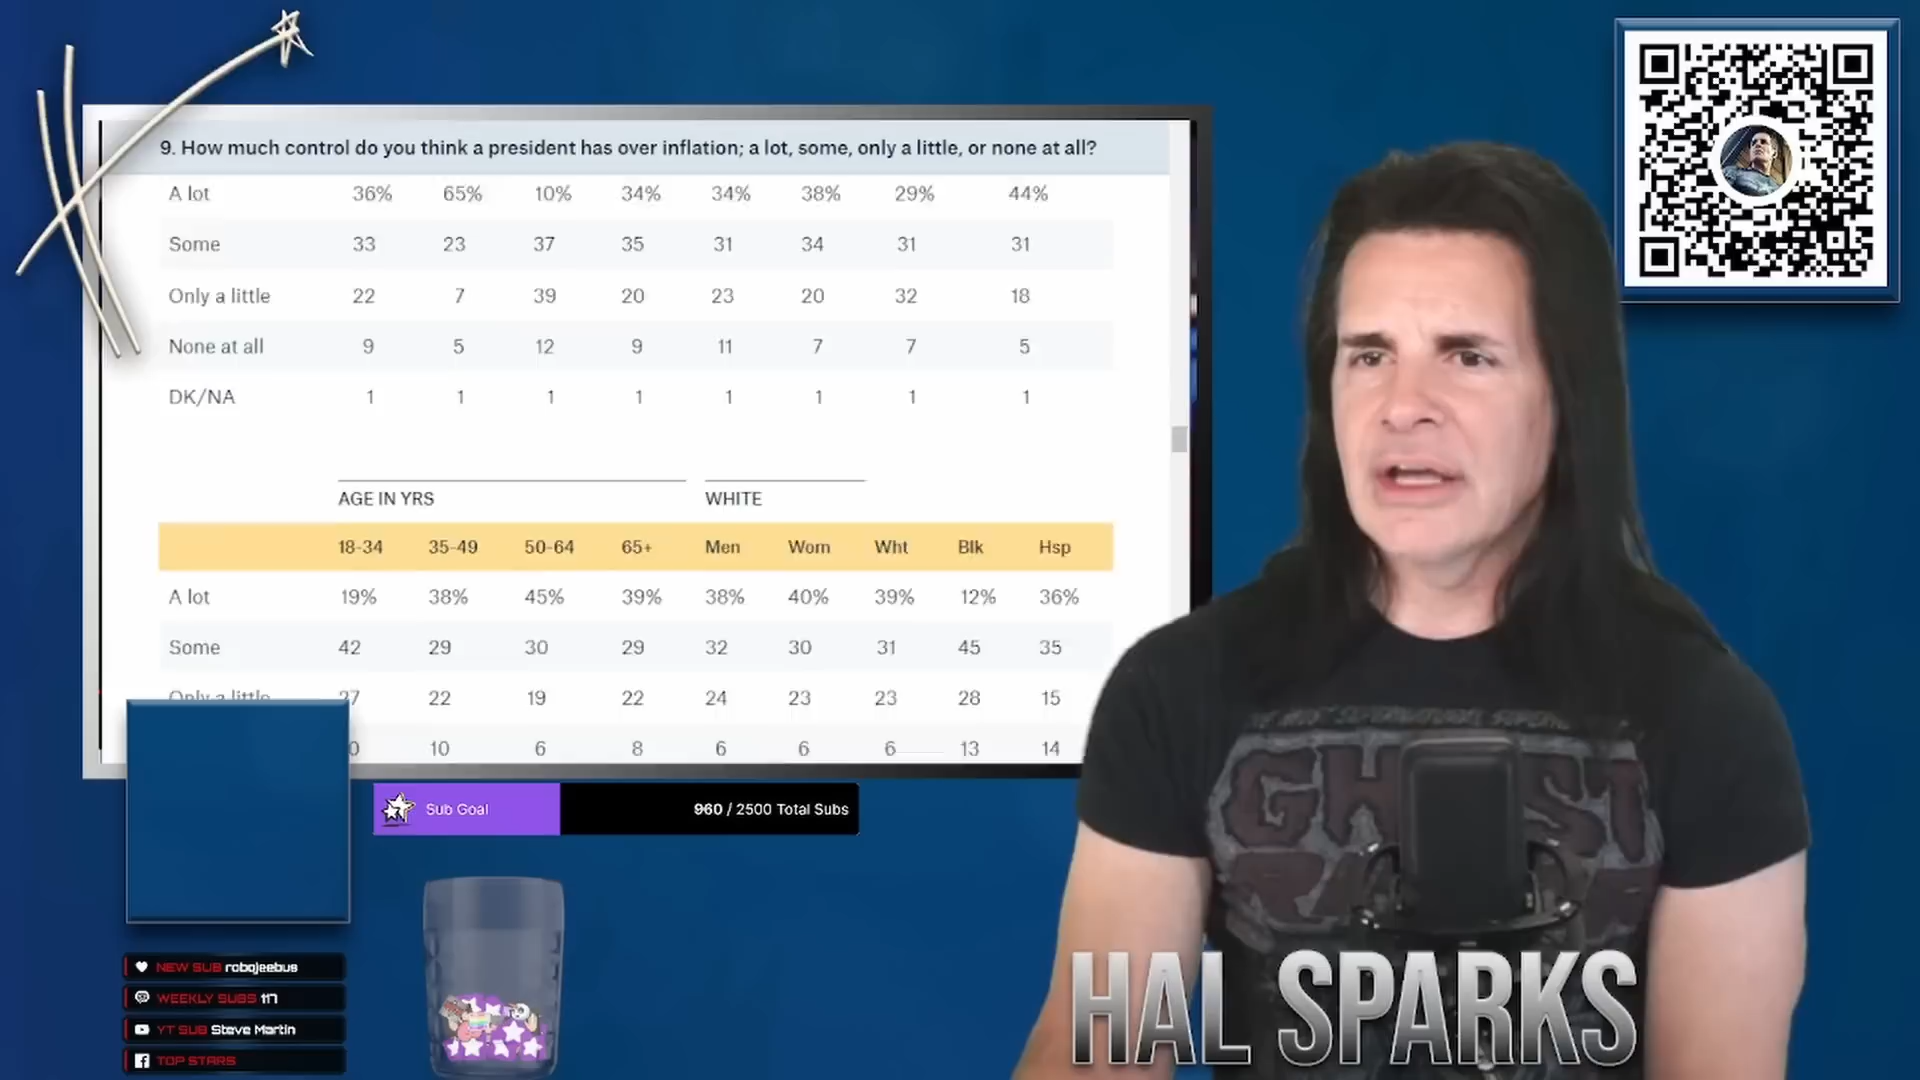 9. How much control do you think a president has over inflation; a lot, some, only a little, or none at all?
A lot 36% 65% 10% 34% 34% 38% 29% 44%
Some 33 23 37 35 31 34 31 31
Only a little 22 7 39 20 23 20 32 18
None at all 9 5 12 9 11 7 7 5
DK/NA 1 1 1 1 1 1 1 1
AGE IN YRS WHITE
18-34 35-49 50-64 65+ Men Wom Wht Blk Hsp
A lot 19% 38% 45% 39% 38% 40% 39% 12% 36%
Some 42 29 30 29 32 30 31 45 35
Only a little 27 22 19 22 24 23 23 28 15
0 10 6 8 6 6 6 13 14
Sub Goal 960 / 2500 Total Subs
NEW SUB robojeebus
WEEKLY SUBS 117
YT SUB Steve Martin
TOP STARS
GHOST
HAL SPARKS